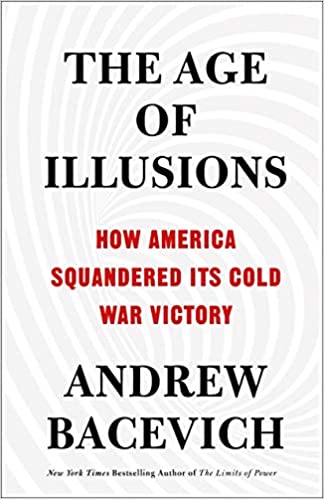 THE AGE
OF
ILLUSIONS
HOW AMERICA
SQUANDERED ITS COLD
WAR VICTORY
ANDREW
BACEVICH
New York Times Bestselling Author of The Limits of Power